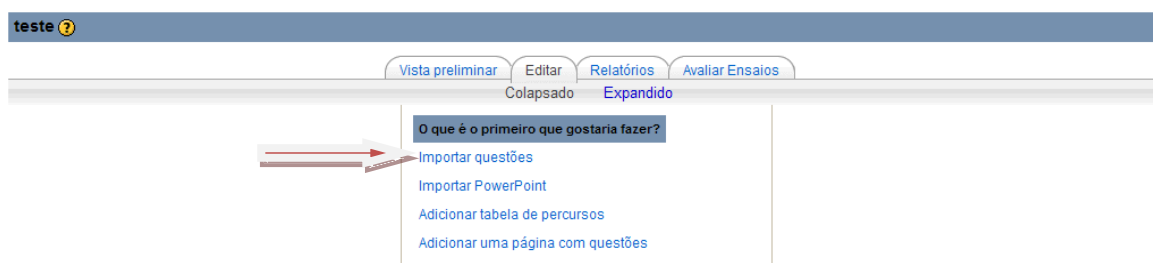 teste ?
Vista preliminar Editar Relatórios Avaliar Ensaios
Colapsado Expandido
O que é o primeiro que gostaria fazer?
Importar questões
Importar PowerPoint
Adicionar tabela de percursos
Adicionar uma página com questões